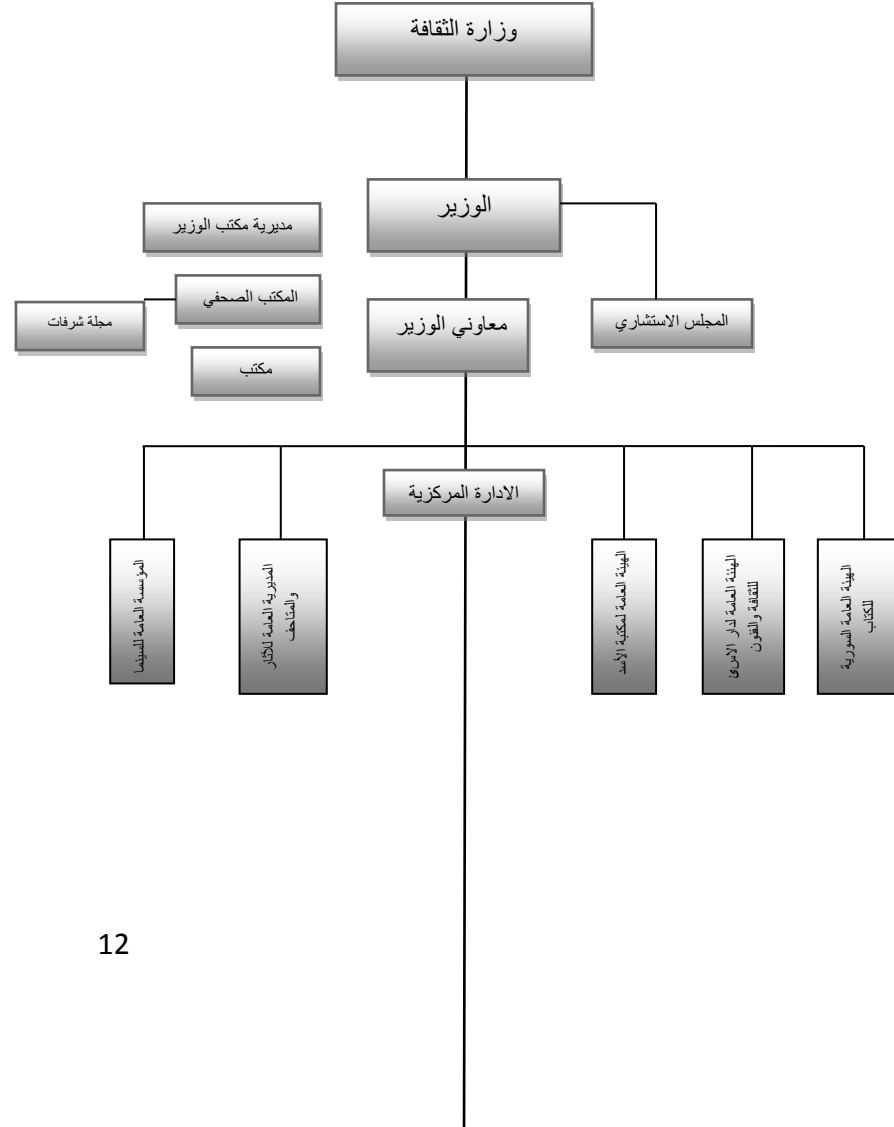 وزارة الثقافة
الوزير
مديرية مكتب الوزير
المكتب الصحفي
مجلة شرفات
معاوني الوزير
المجلس الاستشاري
مكتب
الادارة المركزية
الهيئة العامة السورية
للكتاب
الهيئة العامة لدار
للثقافة والفنون
الهيئة العامة لمكتبة الأسد
المديرية العامة للآثار
والمتاحف
المؤسسة العامة للسينما
12